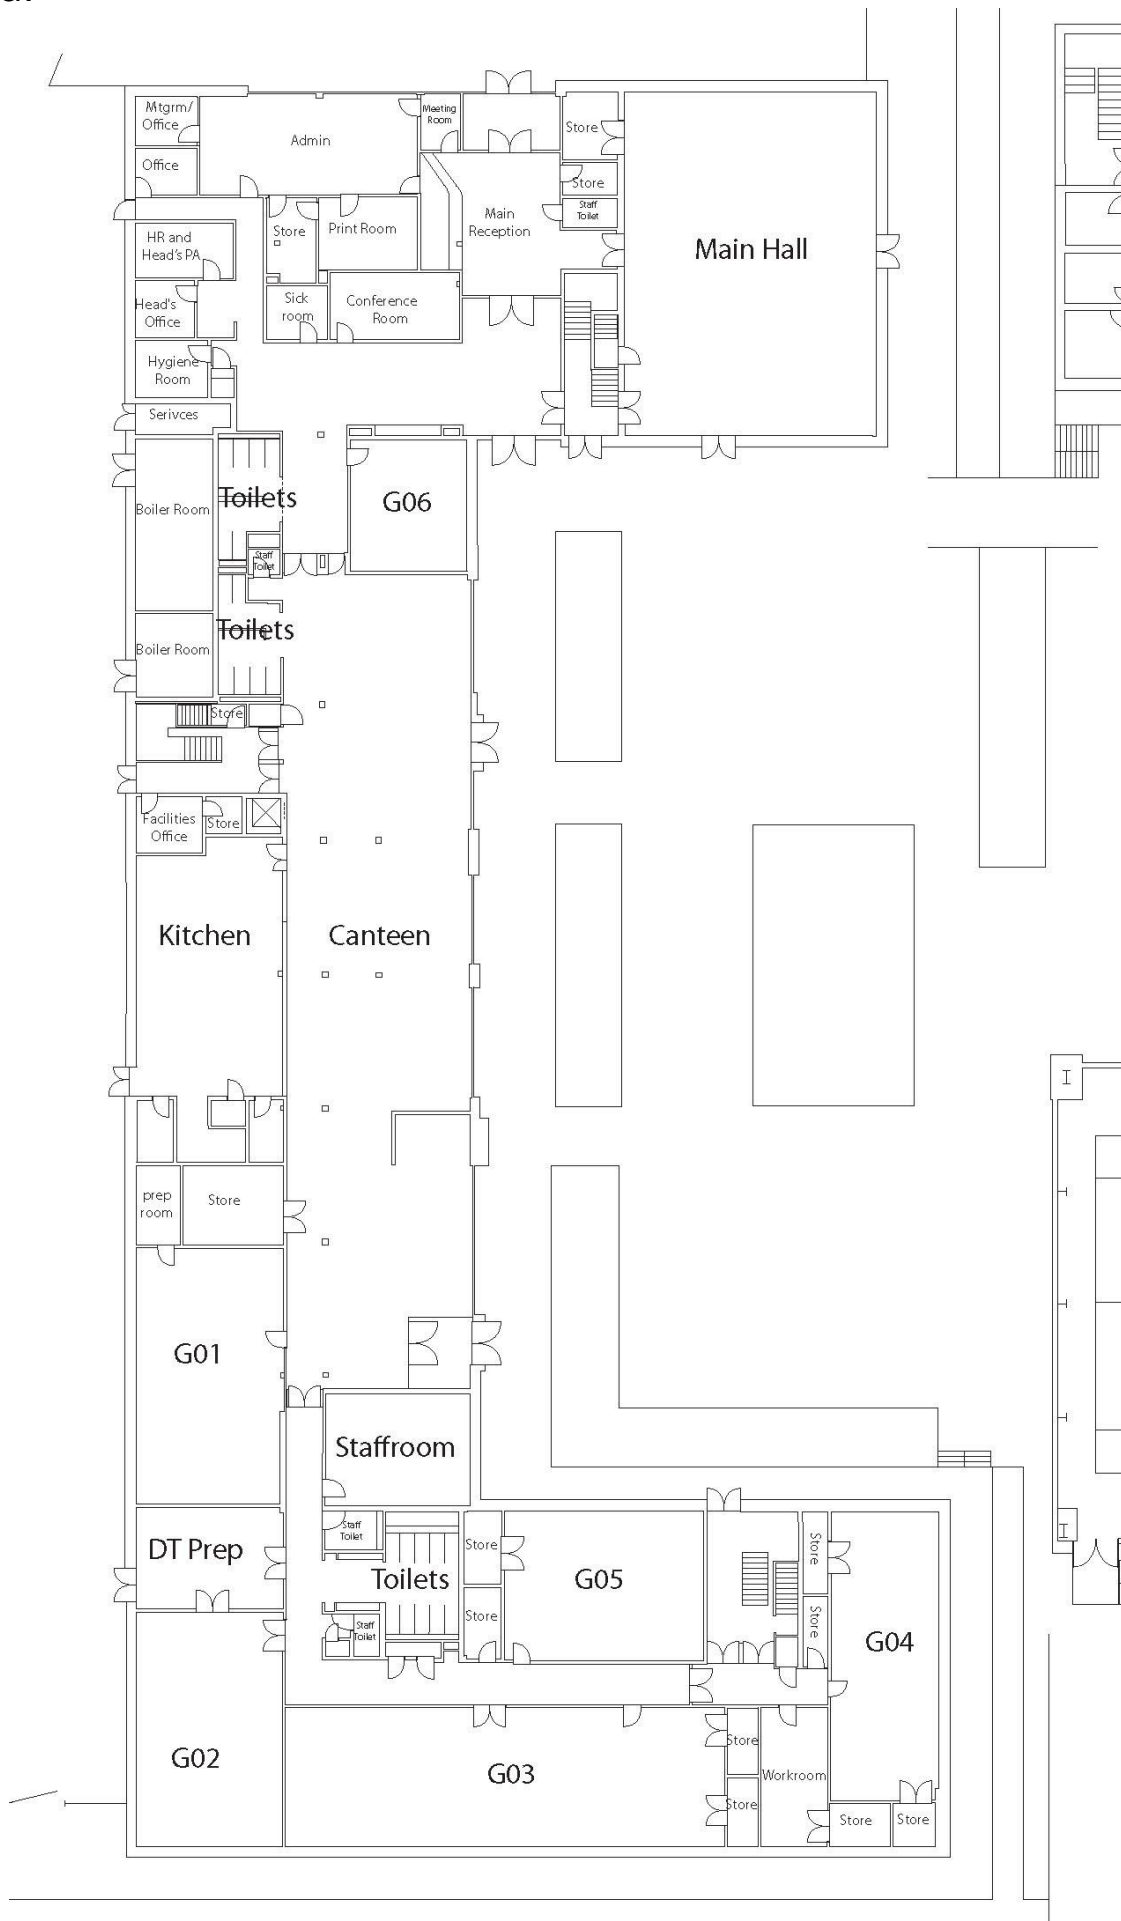 Mtgrm/
Office
Admin
Meeting
Room
Store
Office
Store
Staff
Toilet
Main
Reception
Main Hall
HR and
Head's PA
Store
Print Room
Head's
Office
Sick
room
Conference
Room
Hygiene
Room
Serivces
Toilets
Boiler Room
G06
Staff
Toilet
Toilets
Boiler Room
Store
Facilities
Office
Store
Kitchen
Canteen
prep
room
Store
G01
Staffroom
DT Prep
Staff
Toilet
Toilets
Staff
Toilet
Store
Store
G05
Store
Store
G04
G02
G03
Store
Store
Workroom
Store
Store